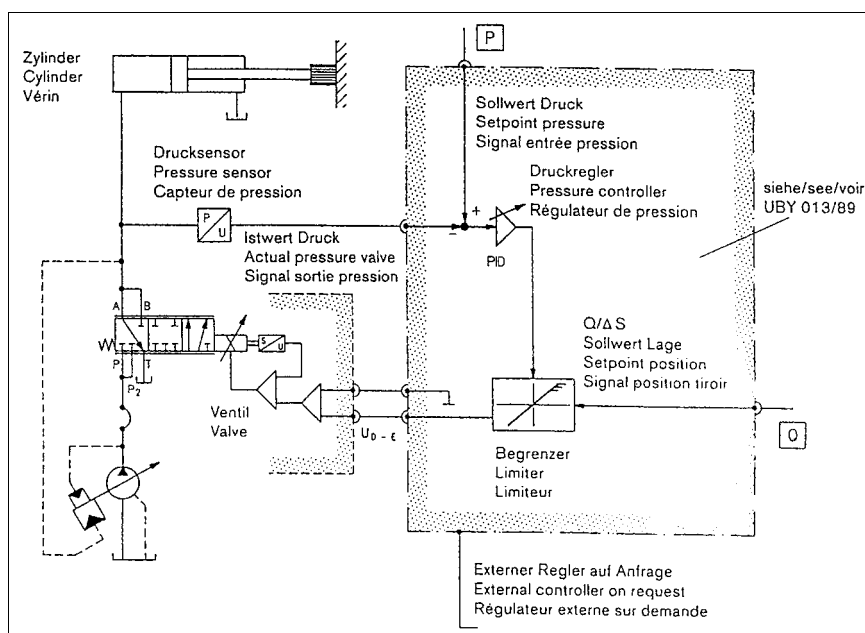 Zylinder
Cylinder
Vérin
P
Sollwert Druck
Setpoint pressure
Signal entrée pression
Drucksensor
Pressure sensor
Capteur de pression
Druckregler
Pressure controller
Régulateur de pression
siehe/see/voir
UBY 013/89
P
U
+
−
PID
Istwert Druck
Actual pressure valve
Signal sortie pression
A B
S
U
P T
P2
Q/ΔS
Sollwert Lage
Setpoint position
Signal position tiroir
Ventil
Valve
UD-E
Q
Begrenzer
Limiter
Limiteur
Externer Regler auf Anfrage
External controller on request
Régulateur externe sur demande